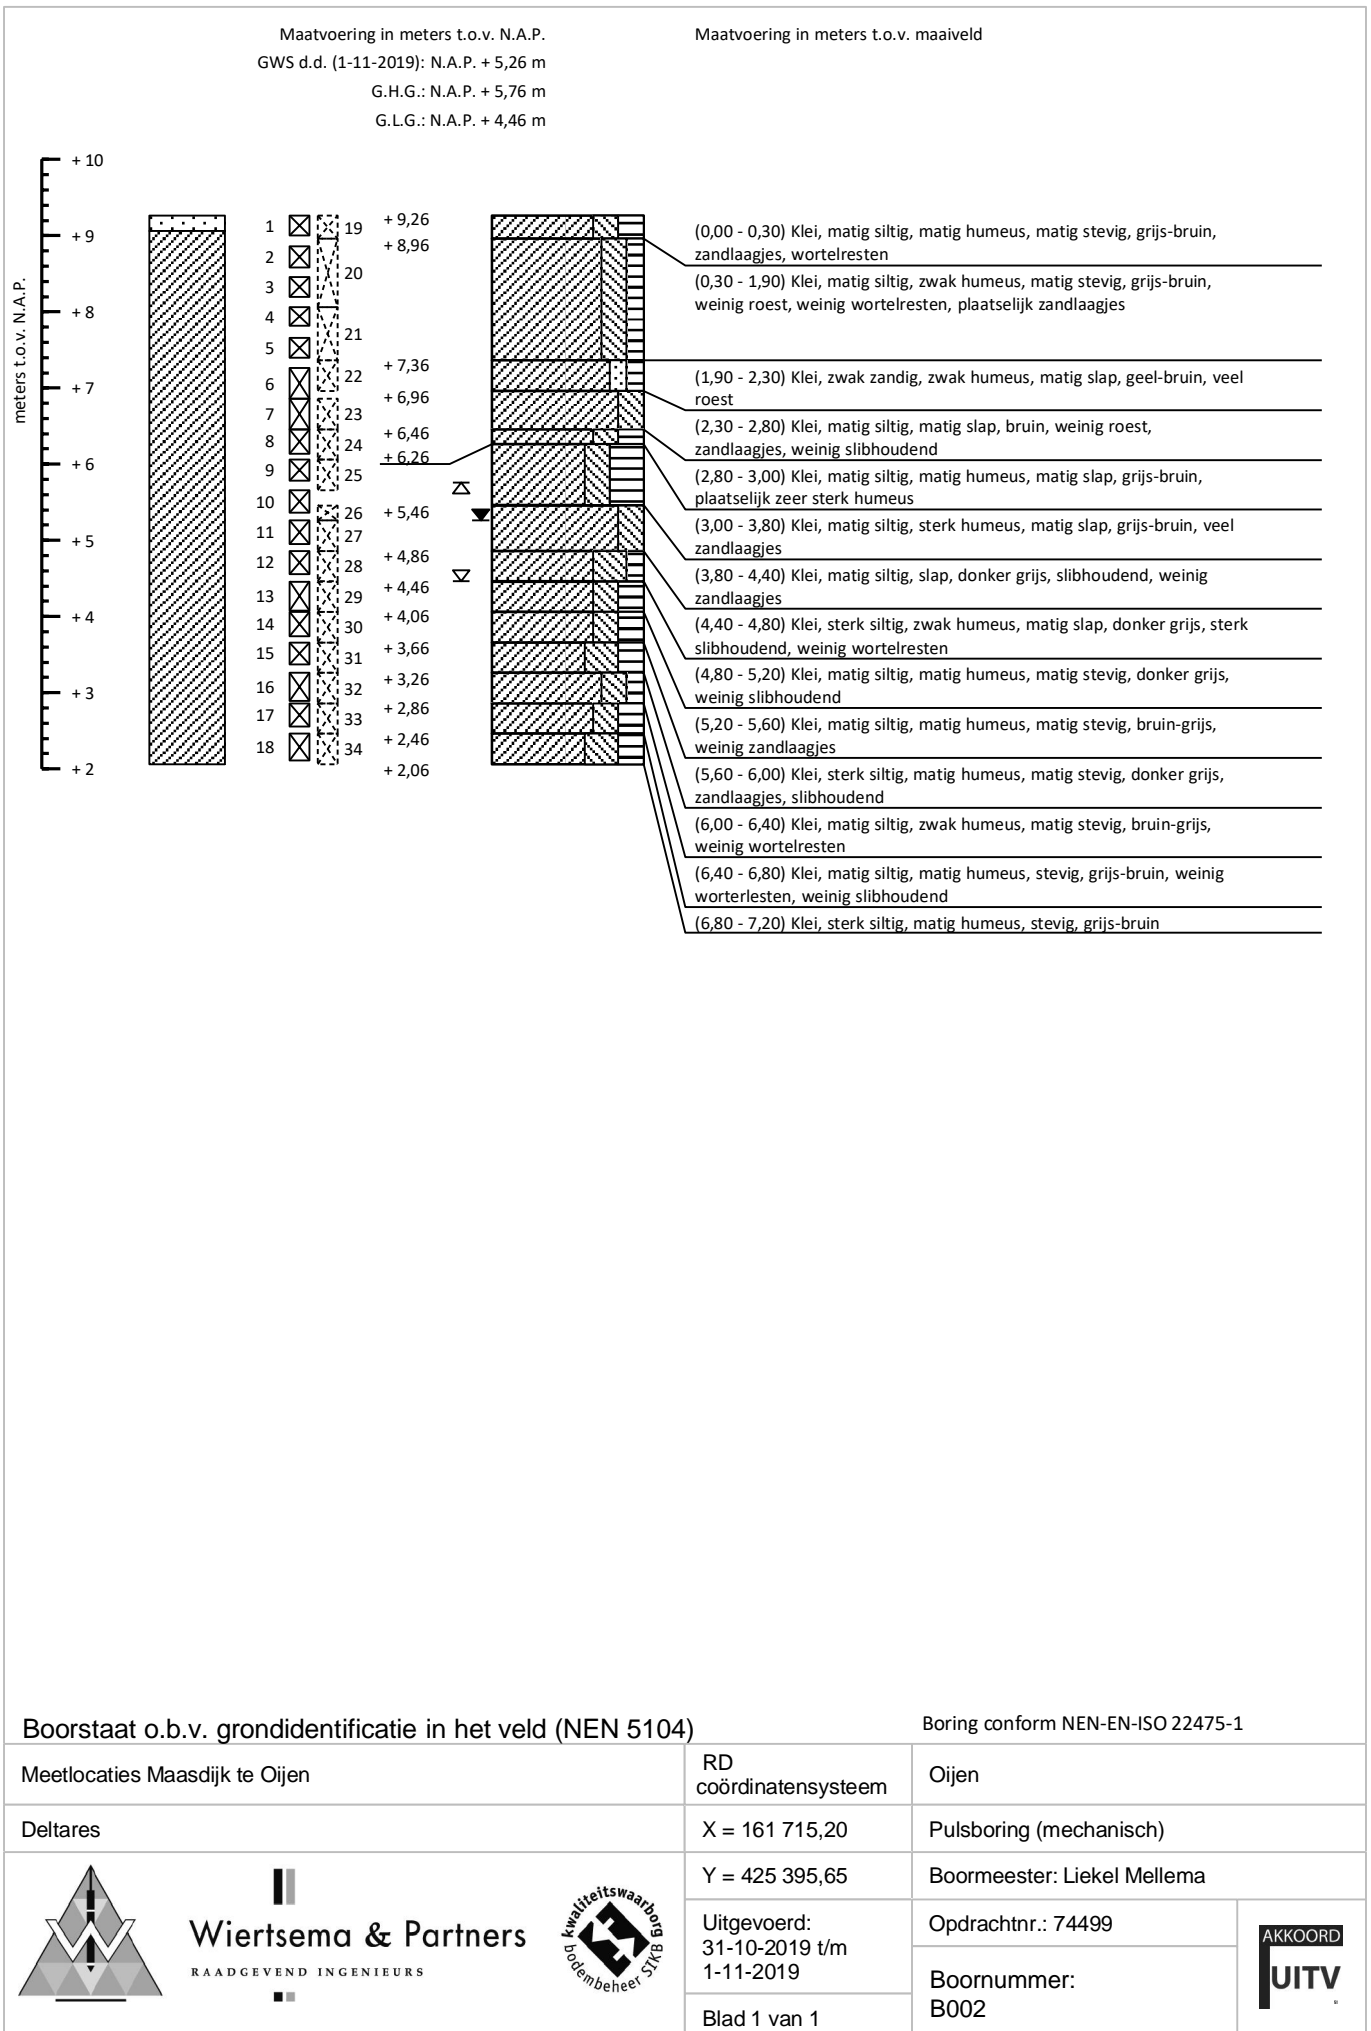 Maatvoering in meters t.o.v. N.A.P.
Maatvoering in meters t.o.v. maaiveld
GWS d.d. (1-11-2019): N.A.P. + 5,26 m
G.H.G.: N.A.P. + 5,76 m
G.L.G.: N.A.P. + 4,46 m
meters t.o.v. N.A.P.
+ 10
+ 9
+ 8
+ 7
+ 6
+ 5
+ 4
+ 3
+ 2
1
2
3
4
5
6
7
8
9
10
11
12
13
14
15
16
17
18
19
20
21
22
23
24
25
26
27
28
29
30
31
32
33
34
+ 9,26
+ 8,96
+ 7,36
+ 6,96
+ 6,46
+ 6,26
+ 5,46
+ 4,86
+ 4,46
+ 4,06
+ 3,66
+ 3,26
+ 2,86
+ 2,46
+ 2,06
(0,00 - 0,30) Klei, matig siltig, matig humeus, matig stevig, grijs-bruin,
zandlaagjes, wortelresten
(0,30 - 1,90) Klei, matig siltig, zwak humeus, matig stevig, grijs-bruin,
weinig roest, weinig wortelresten, plaatselijk zandlaagjes
(1,90 - 2,30) Klei, zwak zandig, zwak humeus, matig slap, geel-bruin, veel
roest
(2,30 - 2,80) Klei, matig siltig, matig slap, bruin, weinig roest,
zandlaagjes, weinig slibhoudend
(2,80 - 3,00) Klei, matig siltig, matig humeus, matig slap, grijs-bruin,
plaatselijk zeer sterk humeus
(3,00 - 3,80) Klei, matig siltig, sterk humeus, matig slap, grijs-bruin, veel
zandlaagjes
(3,80 - 4,40) Klei, matig siltig, slap, donker grijs, slibhoudend, weinig
zandlaagjes
(4,40 - 4,80) Klei, sterk siltig, zwak humeus, matig slap, donker grijs, sterk
slibhoudend, weinig wortelresten
(4,80 - 5,20) Klei, matig siltig, matig humeus, matig stevig, donker grijs,
weinig slibhoudend
(5,20 - 5,60) Klei, matig siltig, matig humeus, matig stevig, bruin-grijs,
weinig zandlaagjes
(5,60 - 6,00) Klei, sterk siltig, matig humeus, matig stevig, donker grijs,
zandlaagjes, slibhoudend
(6,00 - 6,40) Klei, matig siltig, zwak humeus, matig stevig, bruin-grijs,
weinig wortelresten
(6,40 - 6,80) Klei, matig siltig, matig humeus, stevig, grijs-bruin, weinig
worterlesten, weinig slibhoudend
(6,80 - 7,20) Klei, sterk siltig, matig humeus, stevig, grijs-bruin
Boorstaat o.b.v. grondidentificatie in het veld (NEN 5104)
Boring conform NEN-EN-ISO 22475-1
Meetlocaties Maasdijk te Oijen
RD
coördinatensysteem
Oijen
Deltares
X = 161 715,20
Pulsboring (mechanisch)
Y = 425 395,65
Boormeester: Liekel Mellema
Wiertsema & Partners
RAADGEVEND INGENIEURS
kwaliteitswaarborg
bodembeheer SIKB
Uitgevoerd:
31-10-2019 t/m
1-11-2019
Blad 1 van 1
Opdrachtnr.: 74499
Boornummer:
B002
AKKOORD
UITV